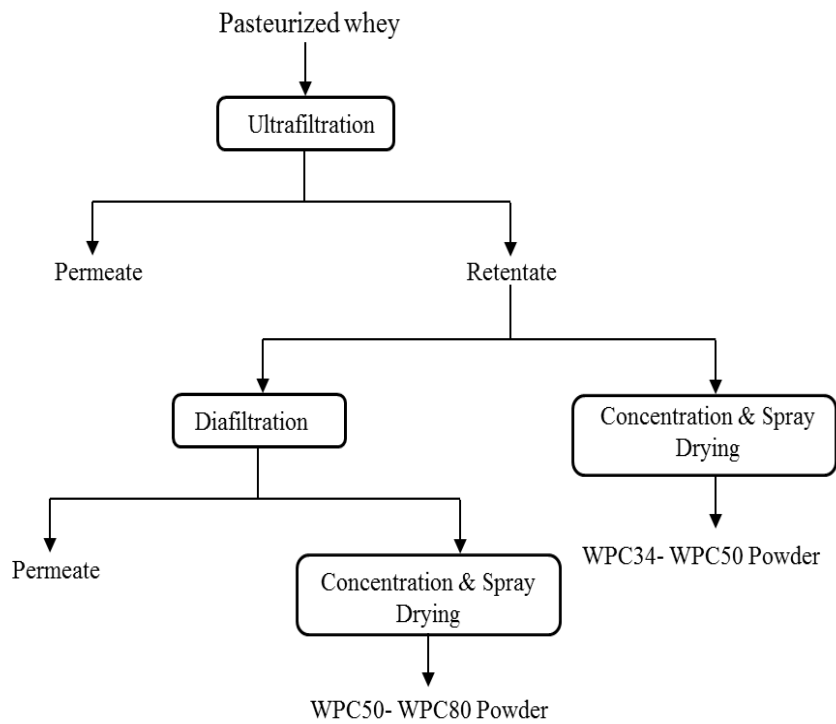 Pasteurized whey
Ultrafiltration
Permeate
Retentate
Diafiltration
Concentration & Spray
Drying
Permeate
Concentration & Spray
Drying
WPC34- WPC50 Powder
WPC50- WPC80 Powder